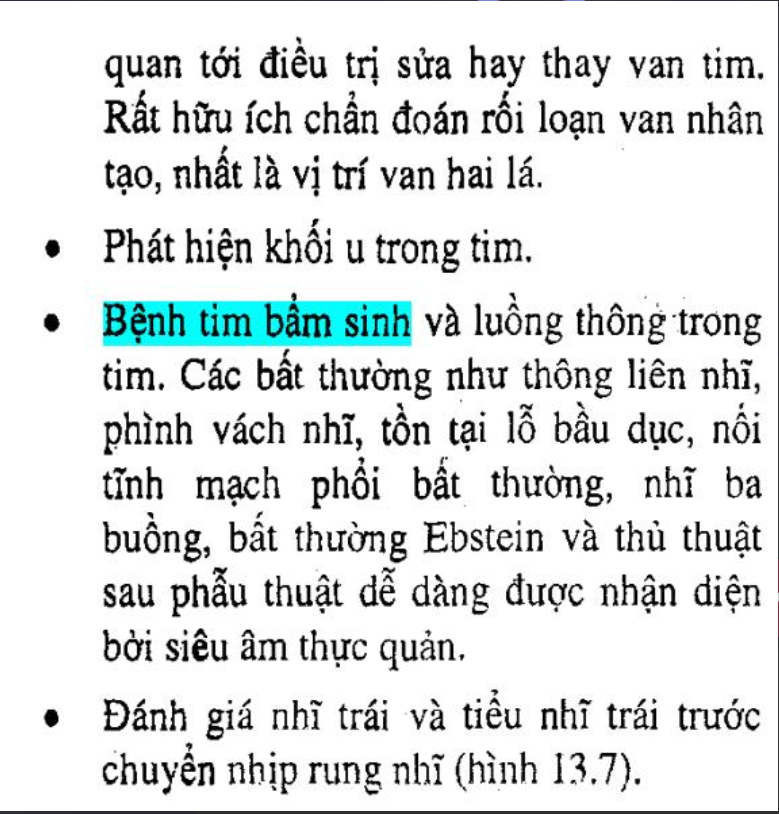 quan tới điều trị sửa hay thay van tim.
Rất hữu ích chẩn đoán rối loạn van nhân
tạo, nhất là vị trí van hai lá.
• Phát hiện khối u trong tim.
• Bệnh tim bẩm sinh và luồng thông trong
tim. Các bất thường như thông liên nhĩ,
phình vách nhĩ, tồn tại lỗ bầu dục, nối
tĩnh mạch phổi bất thường, nhĩ ba
buồng, bất thường Ebstein và thủ thuật
sau phẫu thuật dễ dàng được nhận diện
bởi siêu âm thực quản.
• Đánh giá nhĩ trái và tiểu nhĩ trái trước
chuyển nhịp rung nhĩ (hình 13.7).